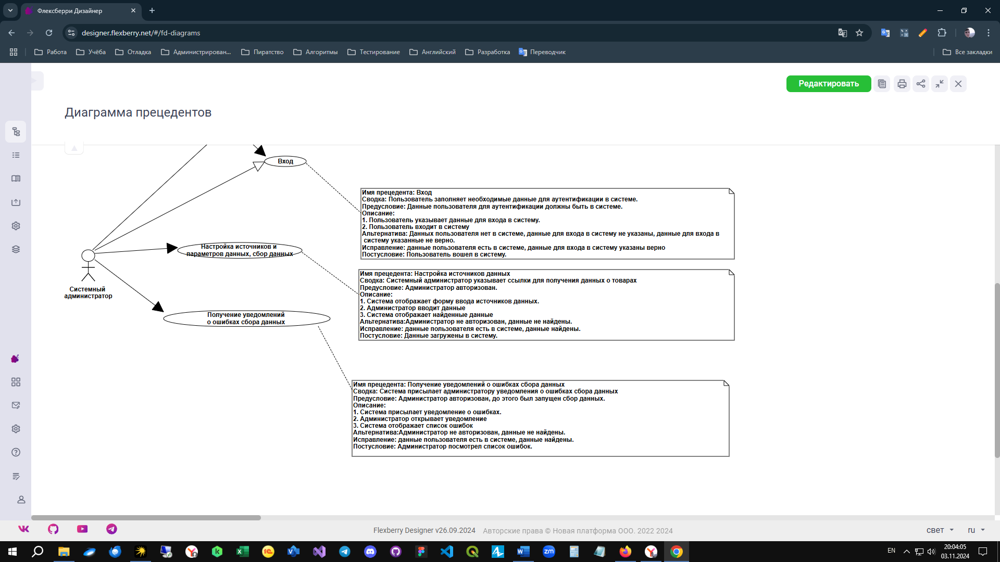 Флексберри Дизайнер
designer.flexberry.net/#/fd-diagrams
Работа
Учёба
Отладка
Администрирован...
Пиратство
Алгоритмы
Тестирование
Английский
Разработка
Переводчик
Все закладки
Редактировать
Диаграмма прецедентов
Вход
Имя прецедента: Вход
Сводка: Пользователь заполняет необходимые данные для аутентификации в системе.
Предусловие: Данные пользователя для аутентификации должны быть в системе.
Описание:
1. Пользователь указывает данные для входа в систему.
2. Пользователь входит в систему
Альтернатива: Данных пользователя нет в системе, данные для входа в систему не указаны, данные для входа в
систему указанные не верно.
Исправление: данные пользователя есть в системе, данные для входа в систему указаны верно
Постусловие: Пользователь вошел в систему.
Настройка источников и
параметров данных, сбор данных
Системный
администратор
Имя прецедента: Настройка источников данных
Сводка: Системный администратор указывает ссылки для получения данных о товарах
Предусловие: Администратор авторизован.
Описание:
1. Система отображает форму ввода источников данных.
2. Администратор вводит данные
3. Система отображает найденные данные
Альтернатива:Администратор не авторизован, данные не найдены.
Исправление: данные пользователя есть в системе, данные найдены.
Постусловие: Данные загружены в систему.
Получение уведомлений
о ошибках сбора данных
Имя прецедента: Получение уведомлений о ошибках сбора данных
Сводка: Система присылает администратору уведомления о ошибках сбора данных
Предусловие: Администратор авторизован, до этого был запущен сбор данных.
Описание:
1. Система присылает уведомление о ошибках.
2. Администратор открывает уведомление
3. Система отображает список ошибок
Альтернатива:Администратор не авторизован, данные не найдены.
Исправление: данные пользователя есть в системе, данные найдены.
Постусловие: Администратор посмотрел список ошибок.
Flexberry Designer v26.09.2024
Авторские права © Новая платформа ООО. 2022 2024
свет
ru
EN
20:04:05
03.11.2024